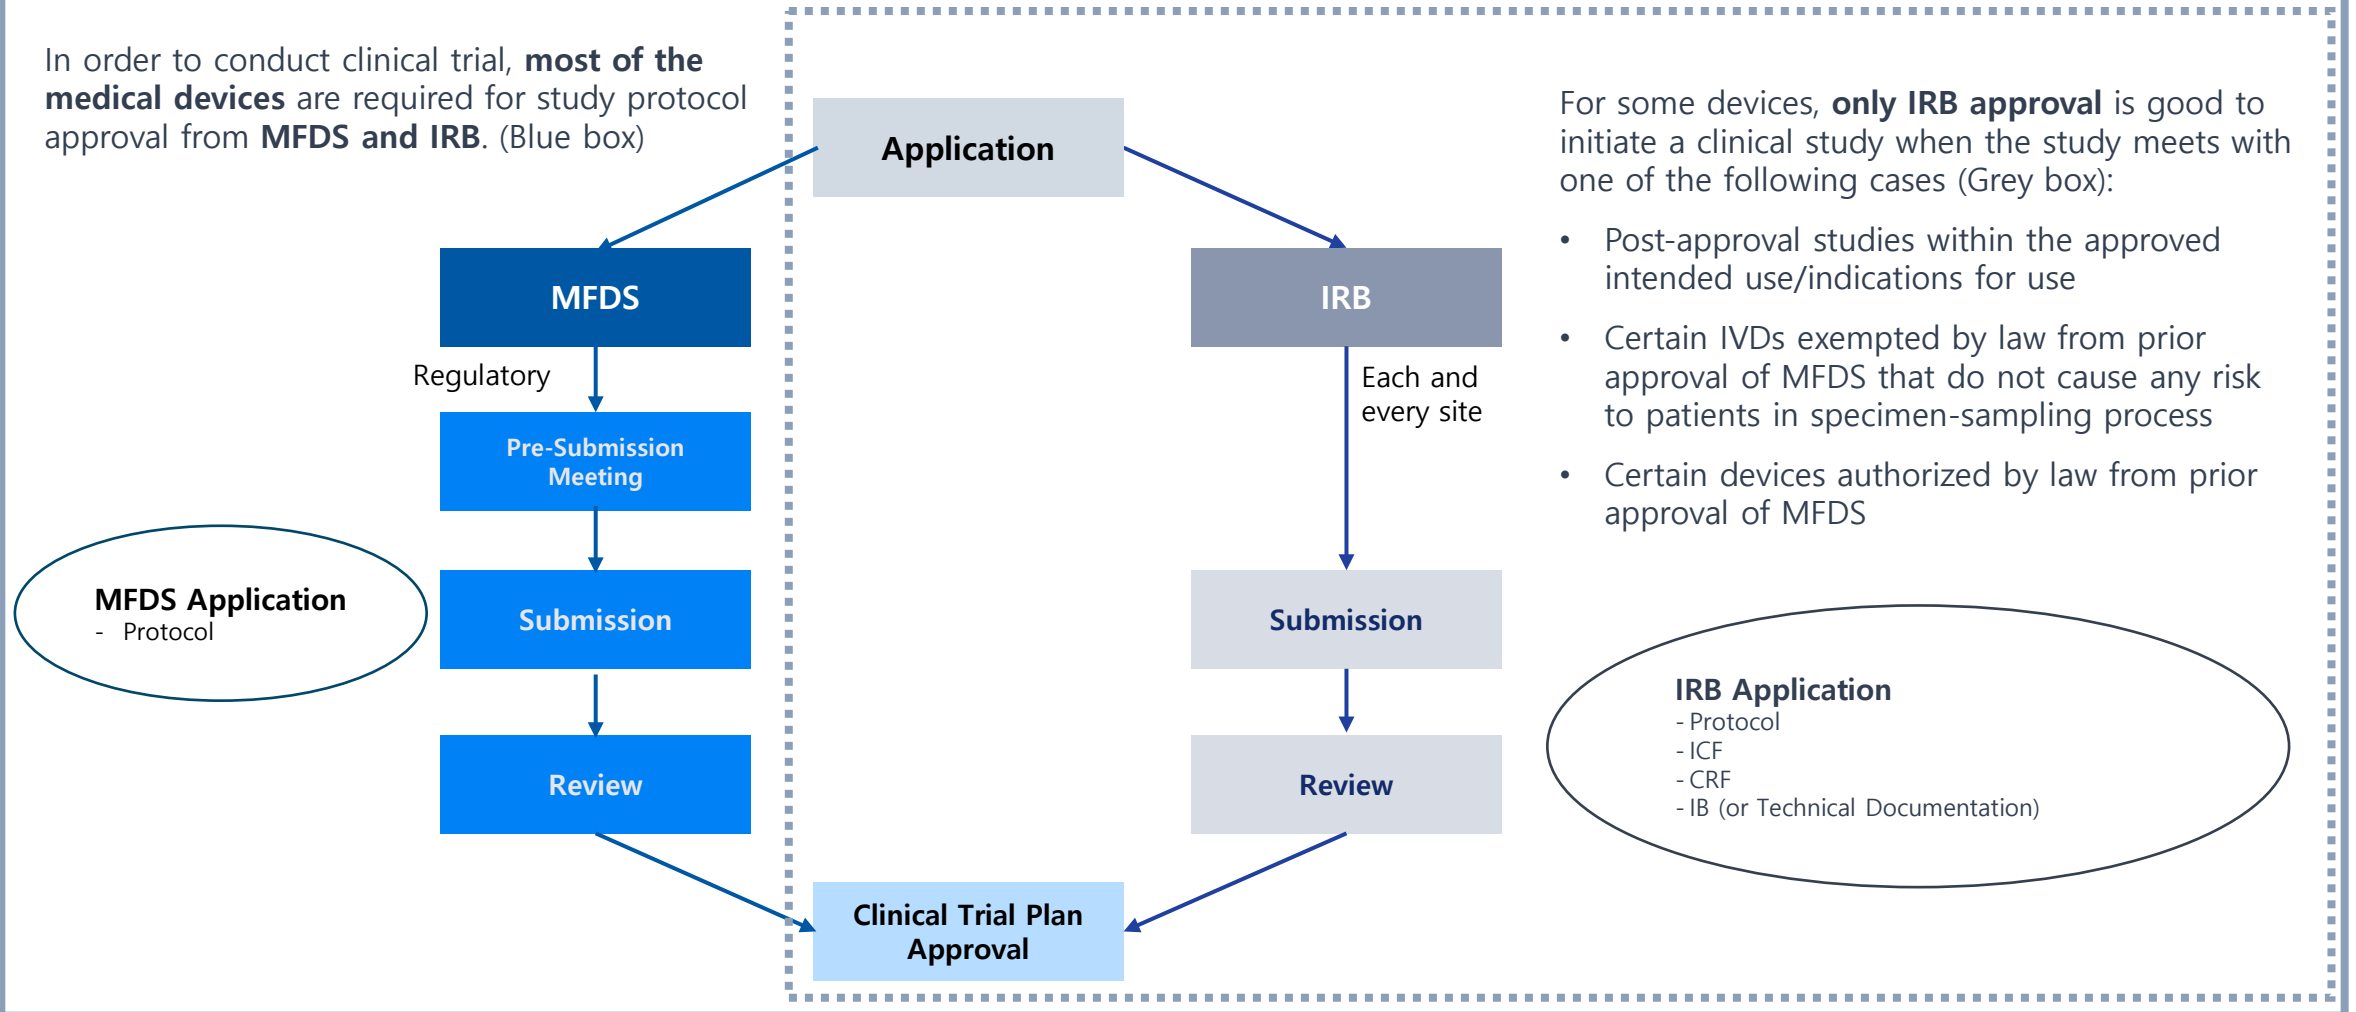 In order to conduct clinical trial, most of the
medical devices are required for study protocol
approval from MFDS and IRB. (Blue box)
Application
For some devices, only IRB approval is good to
initiate a clinical study when the study meets with
one of the following cases (Grey box):
• Post-approval studies within the approved
intended use/indications for use
• Certain IVDs exempted by law from prior
approval of MFDS that do not cause any risk
to patients in specimen-sampling process
• Certain devices authorized by law from prior
approval of MFDS
MFDS
Regulatory
Pre-Submission
Meeting
Submission
Review
MFDS Application
- Protocol
IRB
Each and
every site
Submission
Review
IRB Application
- Protocol
- ICF
- CRF
- IB (or Technical Documentation)
Clinical Trial Plan
Approval